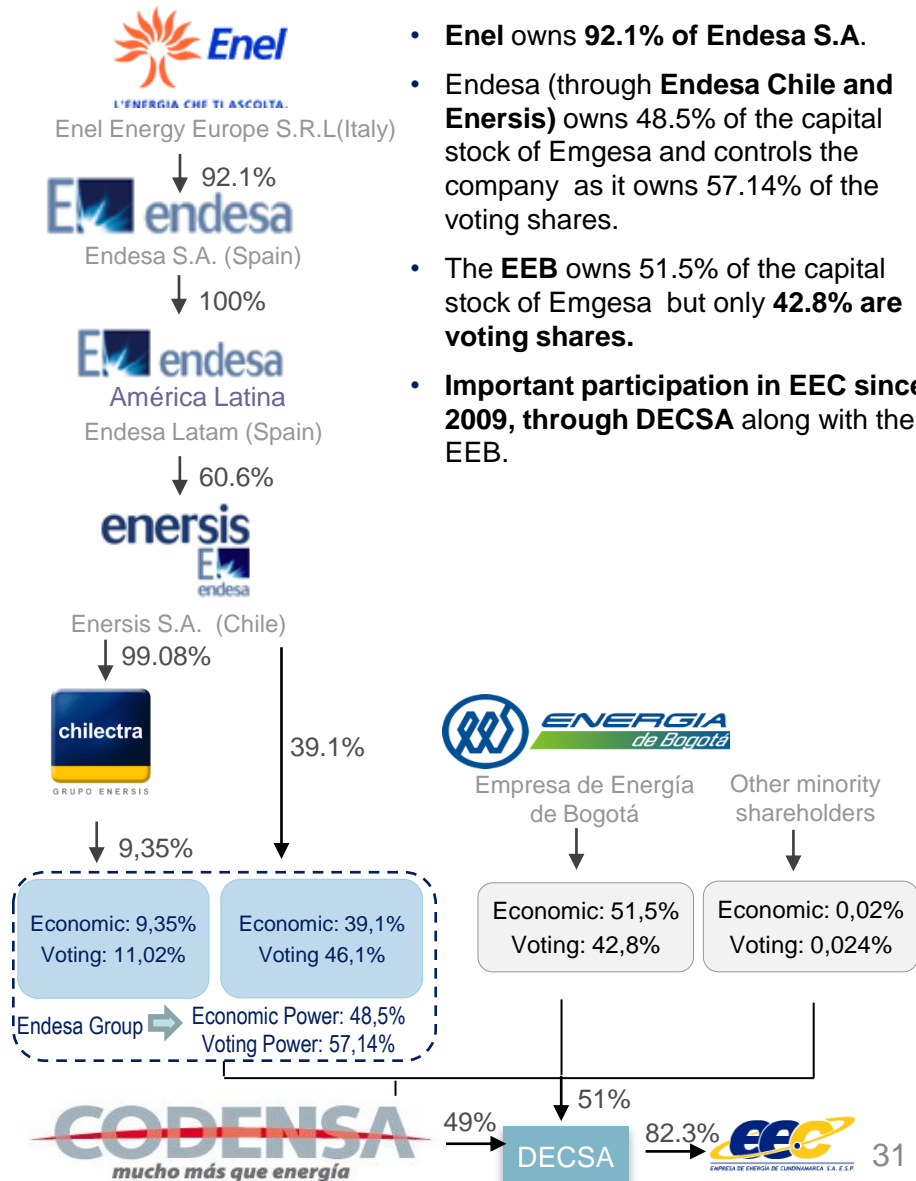 Enel
L'ENERGIA CHE TI ASCOLTA.
Enel Energy Europe S.R.L(Italy)
92.1%
endesa
Endesa S.A. (Spain)
100%
endesa
América Latina
Endesa Latam (Spain)
60.6%
enersis
endesa
Enersis S.A. (Chile)
99.08%
chilectra
GRUPO ENERSIS
39.1%
9,35%
• Enel owns 92.1% of Endesa S.A.
• Endesa (through Endesa Chile and
Enersis) owns 48.5% of the capital
stock of Emgesa and controls the
company as it owns 57.14% of the
voting shares.
• The EEB owns 51.5% of the capital
stock of Emgesa but only 42.8% are
voting shares.
• Important participation in EEC since
2009, through DECSA along with the
EEB.
ENERGIA
de Bogotá
Empresa de Energía
de Bogotá
Other minority
shareholders
Economic: 9,35%
Voting: 11,02%
Economic: 39,1%
Voting 46,1%
Endesa Group
Economic Power: 48,5%
Voting Power: 57,14%
Economic: 51,5%
Voting: 42,8%
Economic: 0,02%
Voting: 0,024%
CODENSA
mucho más que energía
49%
51%
DECSA
82.3%
eec
EMPRESA DE ENERGÍA DE CUNDINAMARCA S.A. E.S.P.
31